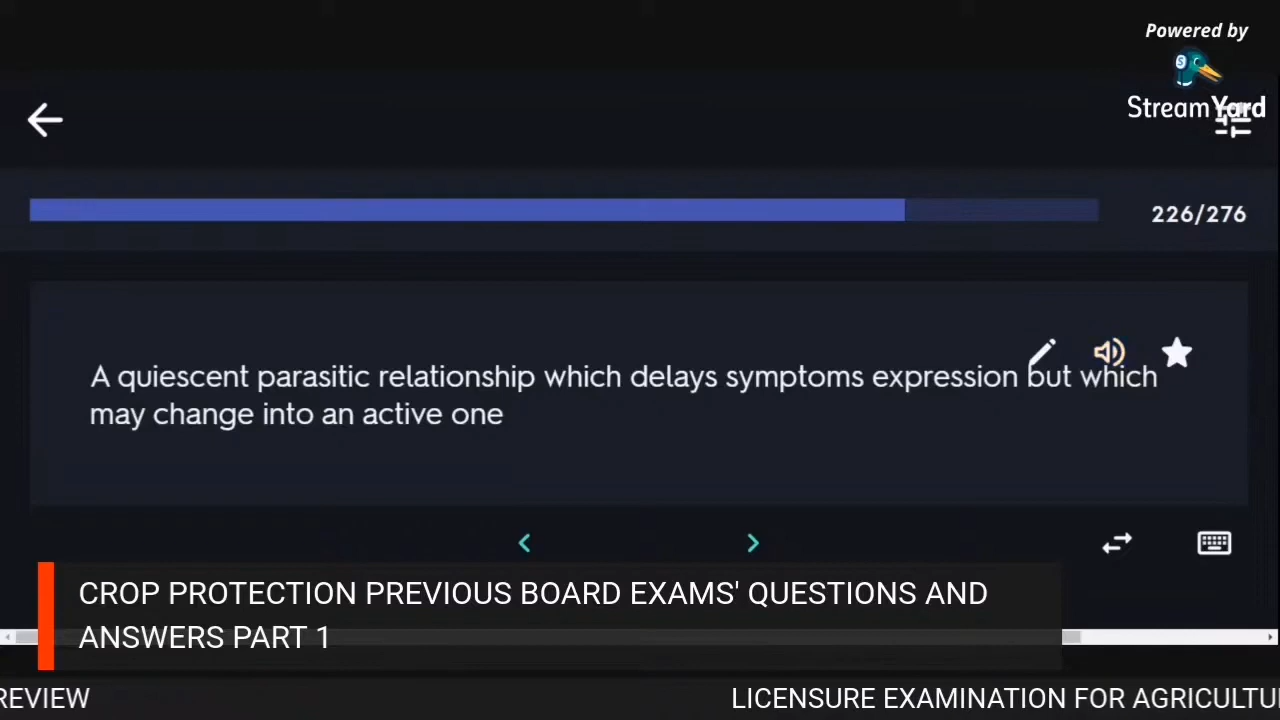 Powered by
StreamYard
226/276
A quiescent parasitic relationship which delays symptoms expression but which
may change into an active one
CROP PROTECTION PREVIOUS BOARD EXAMS' QUESTIONS AND
ANSWERS PART 1
REVIEW
LICENSURE EXAMINATION FOR AGRICULTU